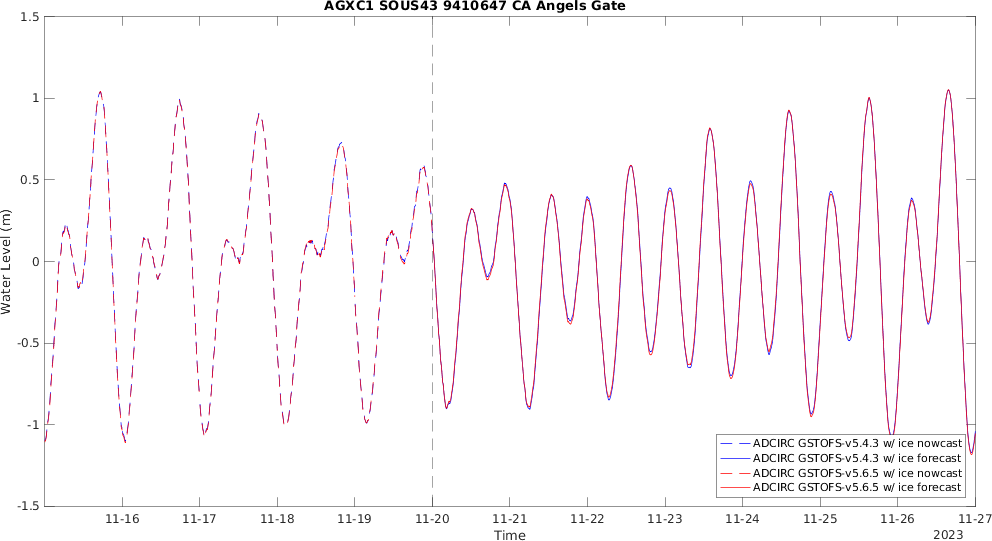 AGXC1 SOUS43 9410647 CA Angels Gate
Water Level (m)
1.5
1
0.5
0
-0.5
-1
-1.5
11-16 11-17 11-18 11-19 11-20 11-21 11-22 11-23 11-24 11-25 11-26 11-27
Time
2023
ADCIRC GSTOFS-v5.4.3 w/ ice nowcast
ADCIRC GSTOFS-v5.4.3 w/ ice forecast
ADCIRC GSTOFS-v5.6.5 w/ ice nowcast
ADCIRC GSTOFS-v5.6.5 w/ ice forecast